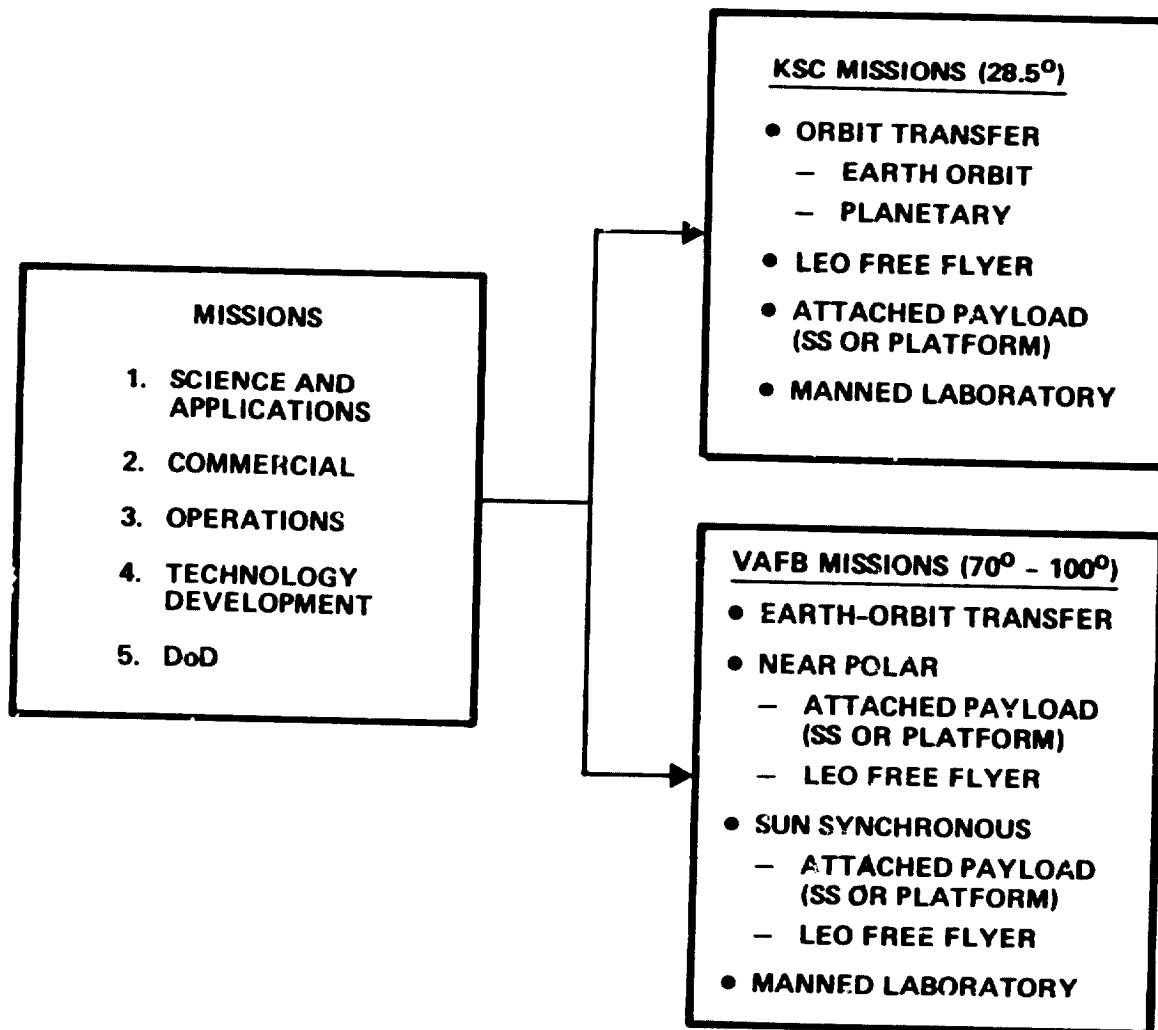 MISSIONS
1. SCIENCE AND
APPLICATIONS
2. COMMERCIAL
3. OPERATIONS
4. TECHNOLOGY
DEVELOPMENT
5. DoD
KSC MISSIONS (28.5°)
• ORBIT TRANSFER
– EARTH ORBIT
– PLANETARY
• LEO FREE FLYER
• ATTACHED PAYLOAD
(SS OR PLATFORM)
• MANNED LABORATORY
VAFB MISSIONS (70° – 100°)
• EARTH-ORBIT TRANSFER
• NEAR POLAR
– ATTACHED PAYLOAD
(SS OR PLATFORM)
– LEO FREE FLYER
• SUN SYNCHRONOUS
– ATTACHED PAYLOAD
(SS OR PLATFORM)
– LEO FREE FLYER
• MANNED LABORATORY